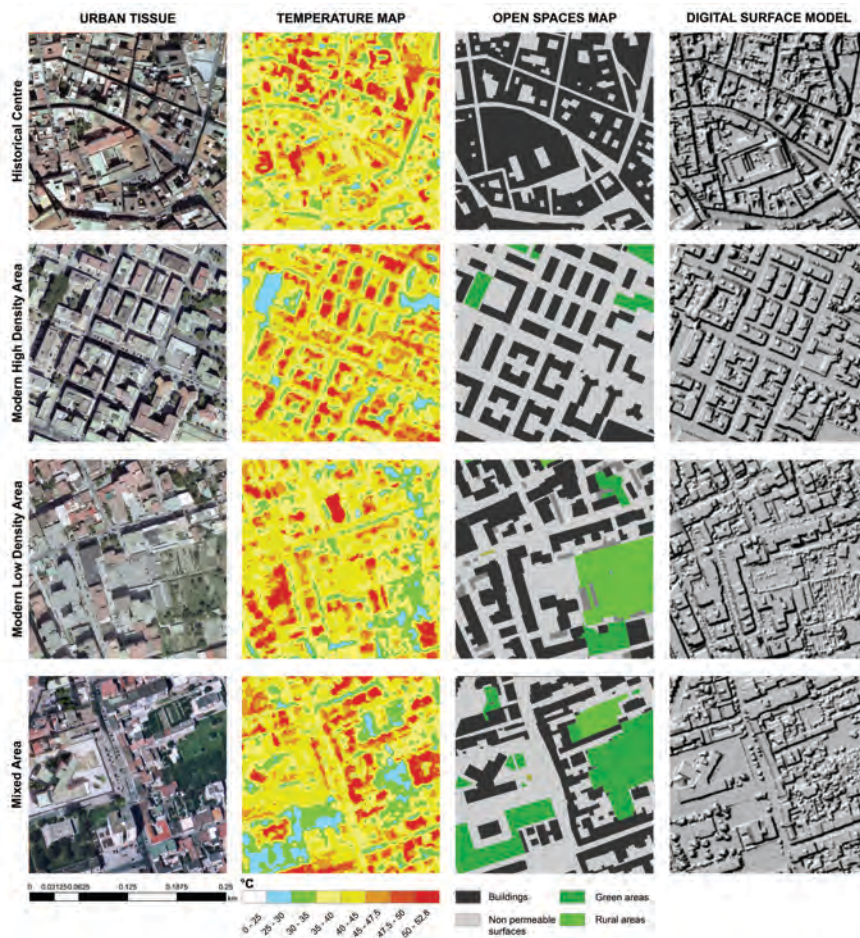 URBAN TISSUE
TEMPERATURE MAP
OPEN SPACES MAP
DIGITAL SURFACE MODEL
Historical Centre
Modern High Density Area
Modern Low Density Area
Mixed Area
0 0.03125 0.0625 0.125 0.1875 0.25
km
°C
0 - 25
25 - 30
30 - 35
35 - 40
40 - 45
45 - 47,5
47,5 - 50
50 - 52,8
Buildings
Non permeable
surfaces
Green areas
Rural areas